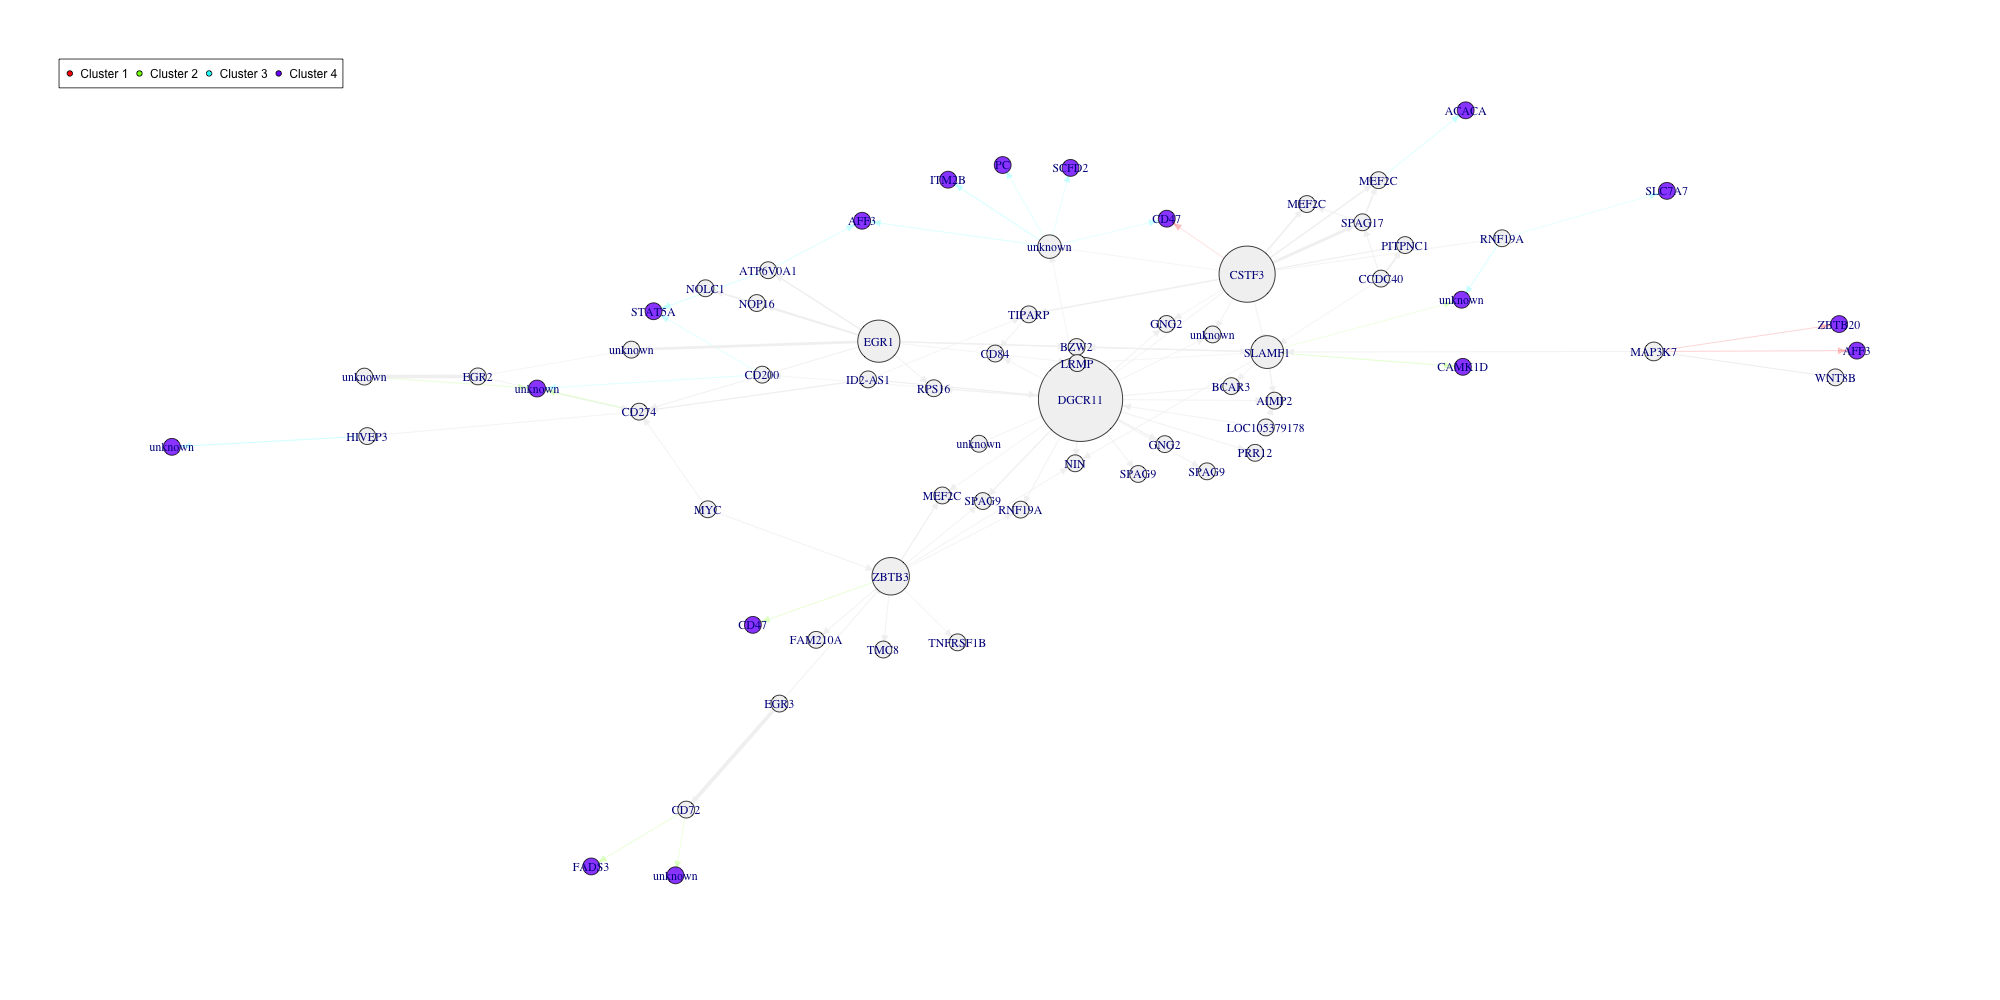 Cluster 1 Cluster 2 Cluster 3 Cluster 4
ACACA
PC
SCFD2
ITM2B
MEF2C
SLC7A7
MEF2C
CD47
AFF3
SPAG17
RNF19A
PITPNC1
unknown
ATP6V0A1
CSTF3
CCDC40
NOLC1
NOP16
unknown
STAT5A
TIPARP
GNG2
ZBTB20
unknown
EGR1
BZW2
unknown
CD84
SLAMF1
MAP3K7
AFF3
LRMP
CAMK1D
unknown
EGR2
CD200
ID2-AS1
WNT8B
unknown
RPS16
BCAR3
DGCR11
AIMP2
CD274
LOC105379178
HIVEP3
unknown
unknown
GNG2
PRR12
NIN
SPAG9
SPAG9
MEF2C
SPAG9
RNF19A
MYC
ZBTB3
CD47
FAM210A
TMC8
TNFRSF1B
EGR3
CD72
FADS3
unknown